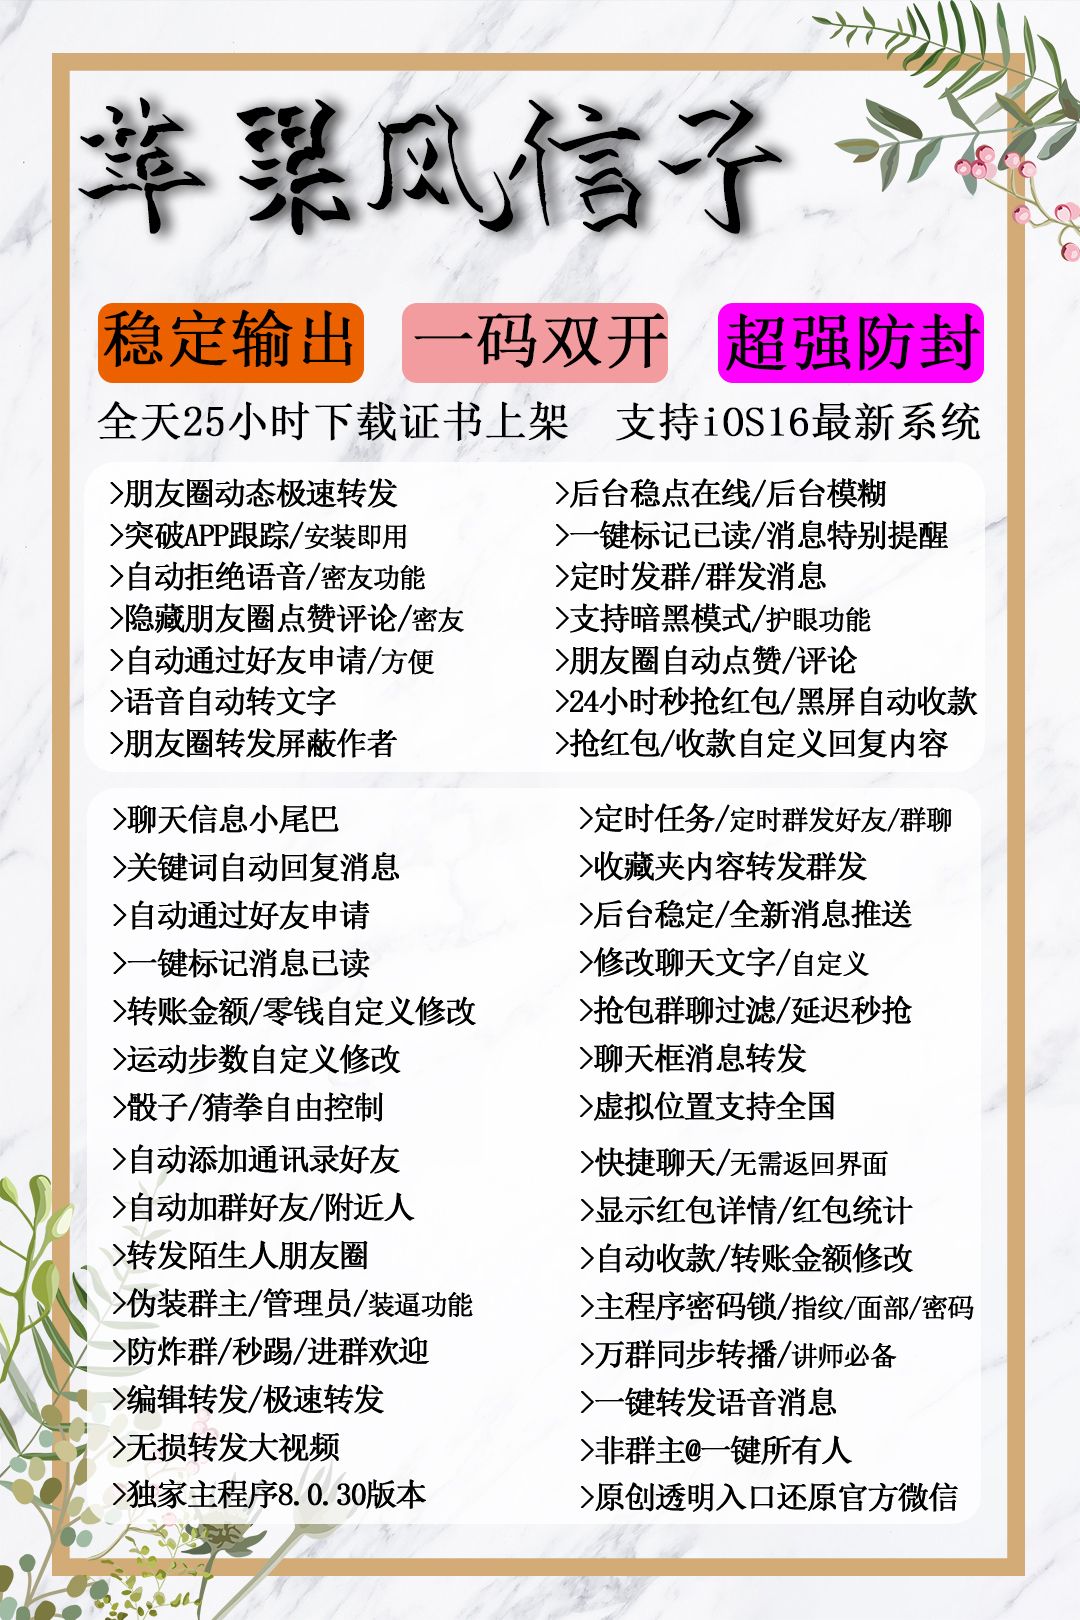 苹果风信子
稳定输出 一码双开 超强防封
全天25小时下载证书上架 支持iOS16最新系统
>朋友圈动态极速转发
>突破APP跟踪/安装即用
>自动拒绝语音/密友功能
>隐藏朋友圈点赞评论/密友
>自动通过好友申请/方便
>语音自动转文字
>朋友圈转发屏蔽作者
>后台稳点在线/后台模糊
>一键标记已读/消息特别提醒
>定时发群/群发消息
>支持暗黑模式/护眼功能
>朋友圈自动点赞/评论
>24小时秒抢红包/黑屏自动收款
>抢红包/收款自定义回复内容
>聊天信息小尾巴
>关键词自动回复消息
>自动通过好友申请
>一键标记消息已读
>转账金额/零钱自定义修改
>运动步数自定义修改
>骰子/猜拳自由控制
>自动添加通讯录好友
>自动加群好友/附近人
>转发陌生人朋友圈
>伪装群主/管理员/装逼功能
>防炸群/秒踢/进群欢迎
>编辑转发/极速转发
>无损转发大视频
>独家主程序8.0.30版本
>定时任务/定时群发好友/群聊
>收藏夹内容转发群发
>后台稳定/全新消息推送
>修改聊天文字/自定义
>抢包群聊过滤/延迟秒抢
>聊天框消息转发
>虚拟位置支持全国
>快捷聊天/无需返回界面
>显示红包详情/红包统计
>自动收款/转账金额修改
>主程序密码锁/指纹/面部/密码
>万群同步转播/讲师必备
>一键转发语音消息
>非群主@一键所有人
>原创透明入口还原官方微信